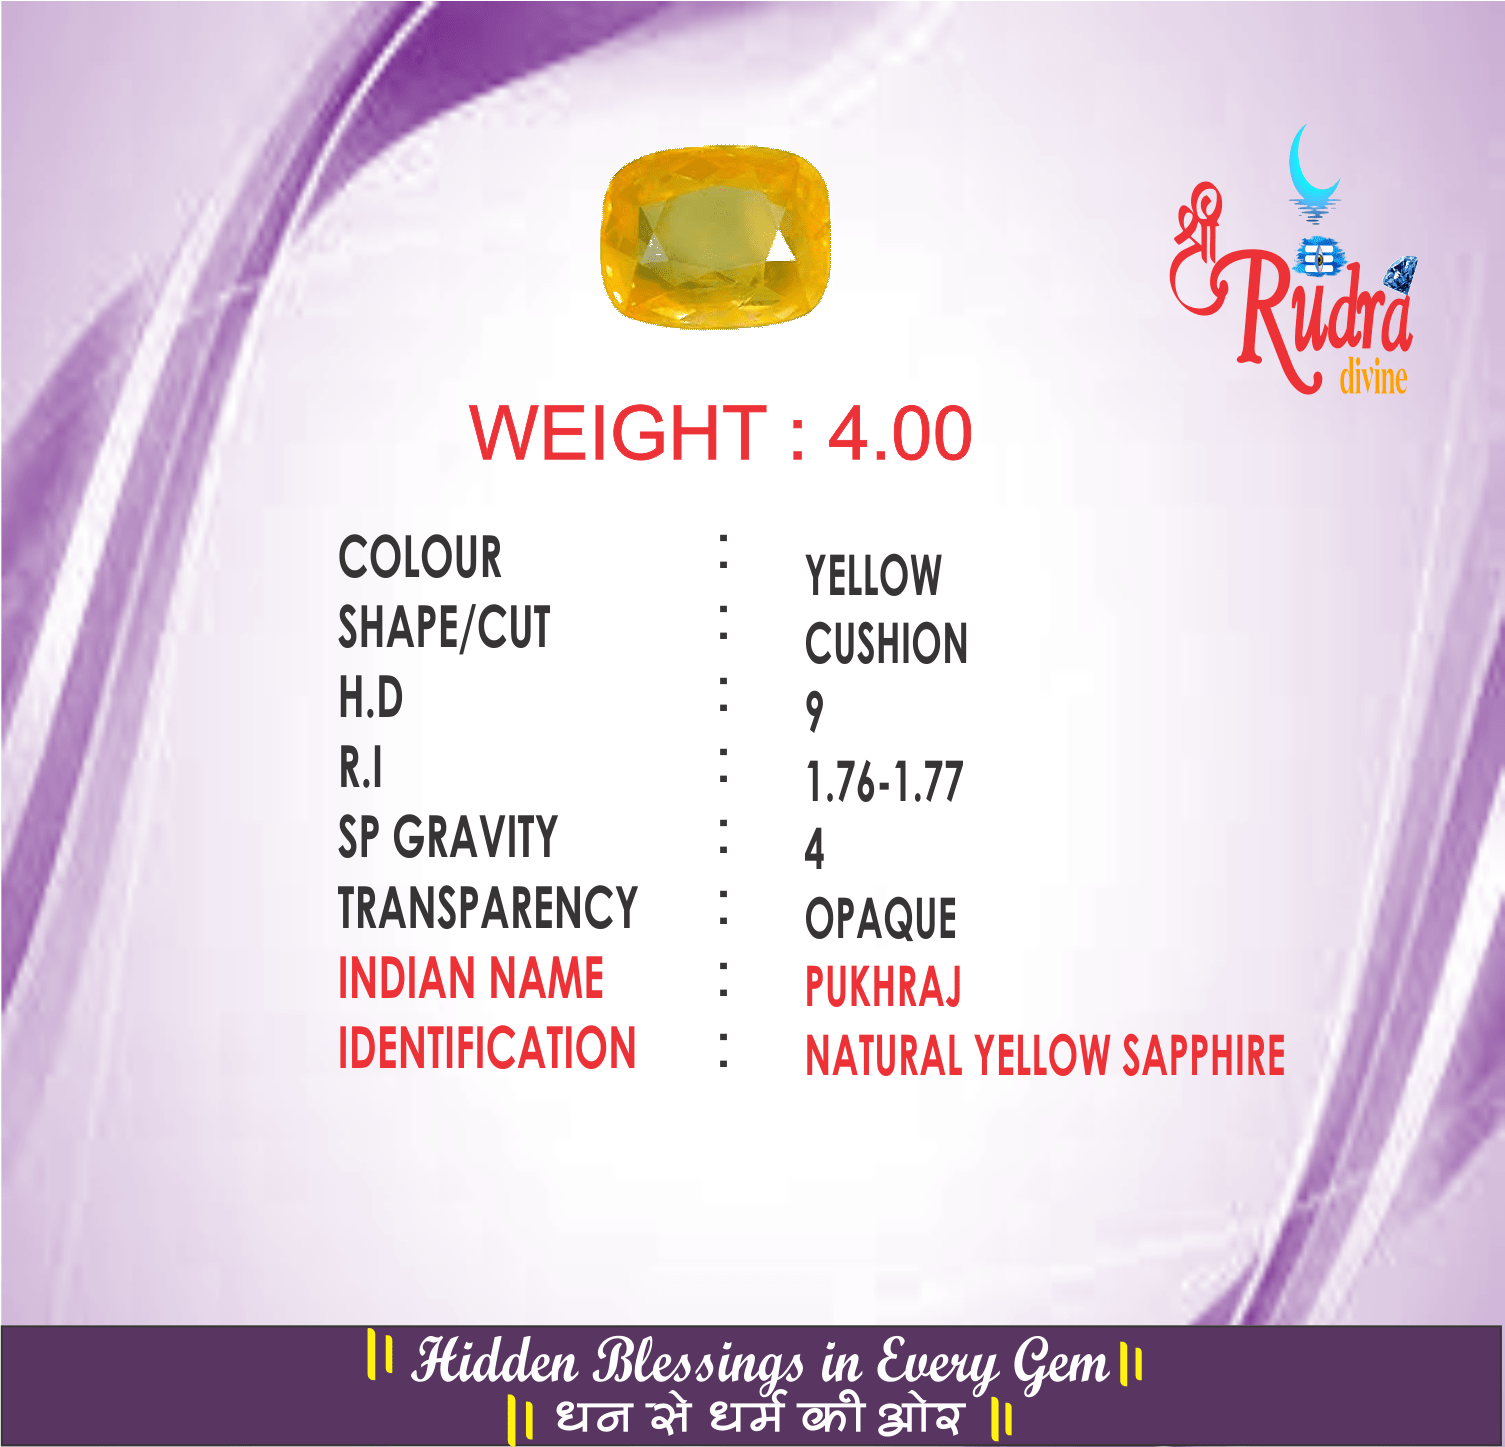 श्री
Rudra
divine
WEIGHT : 4.00
COLOUR : YELLOW
SHAPE/CUT : CUSHION
H.D : 9
R.I : 1.76-1.77
SP GRAVITY : 4
TRANSPARENCY : OPAQUE
INDIAN NAME : PUKHRAJ
IDENTIFICATION : NATURAL YELLOW SAPPHIRE
|| Hidden Blessings in Every Gem ||
|| धन से धर्म की ओर ||